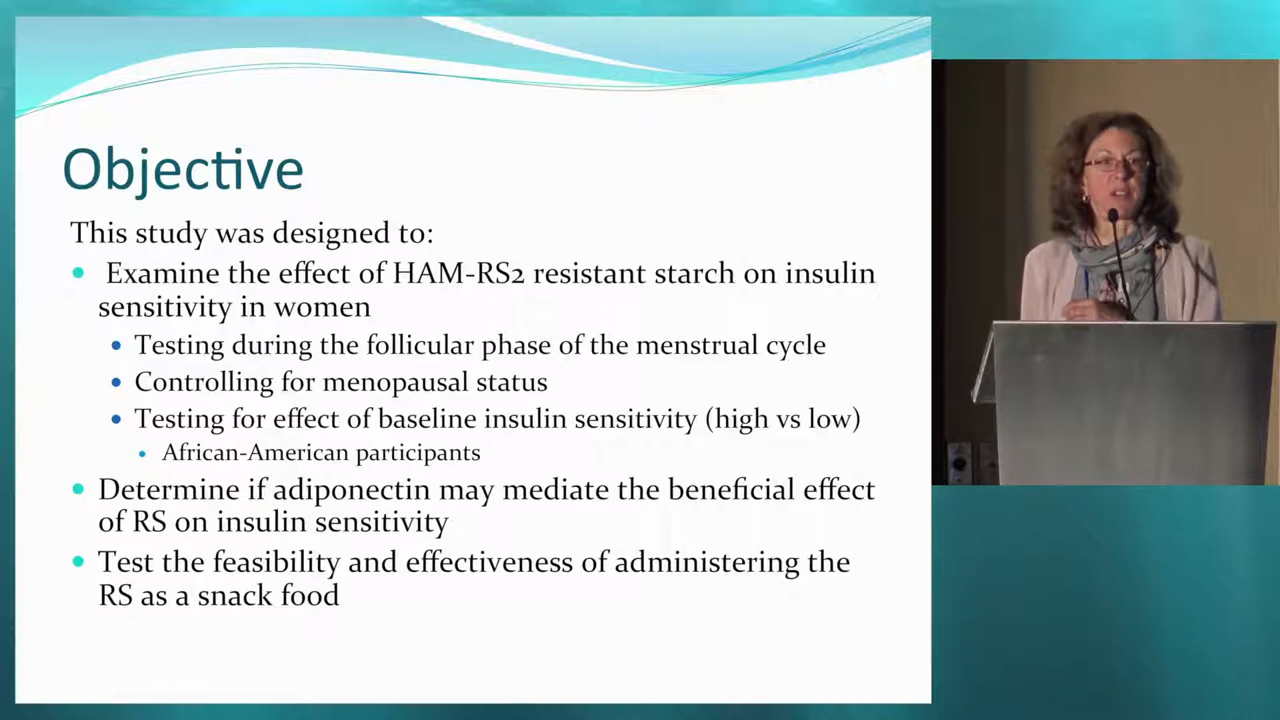 Objective
This study was designed to:
Examine the effect of HAM-RS2 resistant starch on insulin
sensitivity in women
Testing during the follicular phase of the menstrual cycle
Controlling for menopausal status
Testing for effect of baseline insulin sensitivity (high vs low)
African-American participants
Determine if adiponectin may mediate the beneficial effect
of RS on insulin sensitivity
Test the feasibility and effectiveness of administering the
RS as a snack food